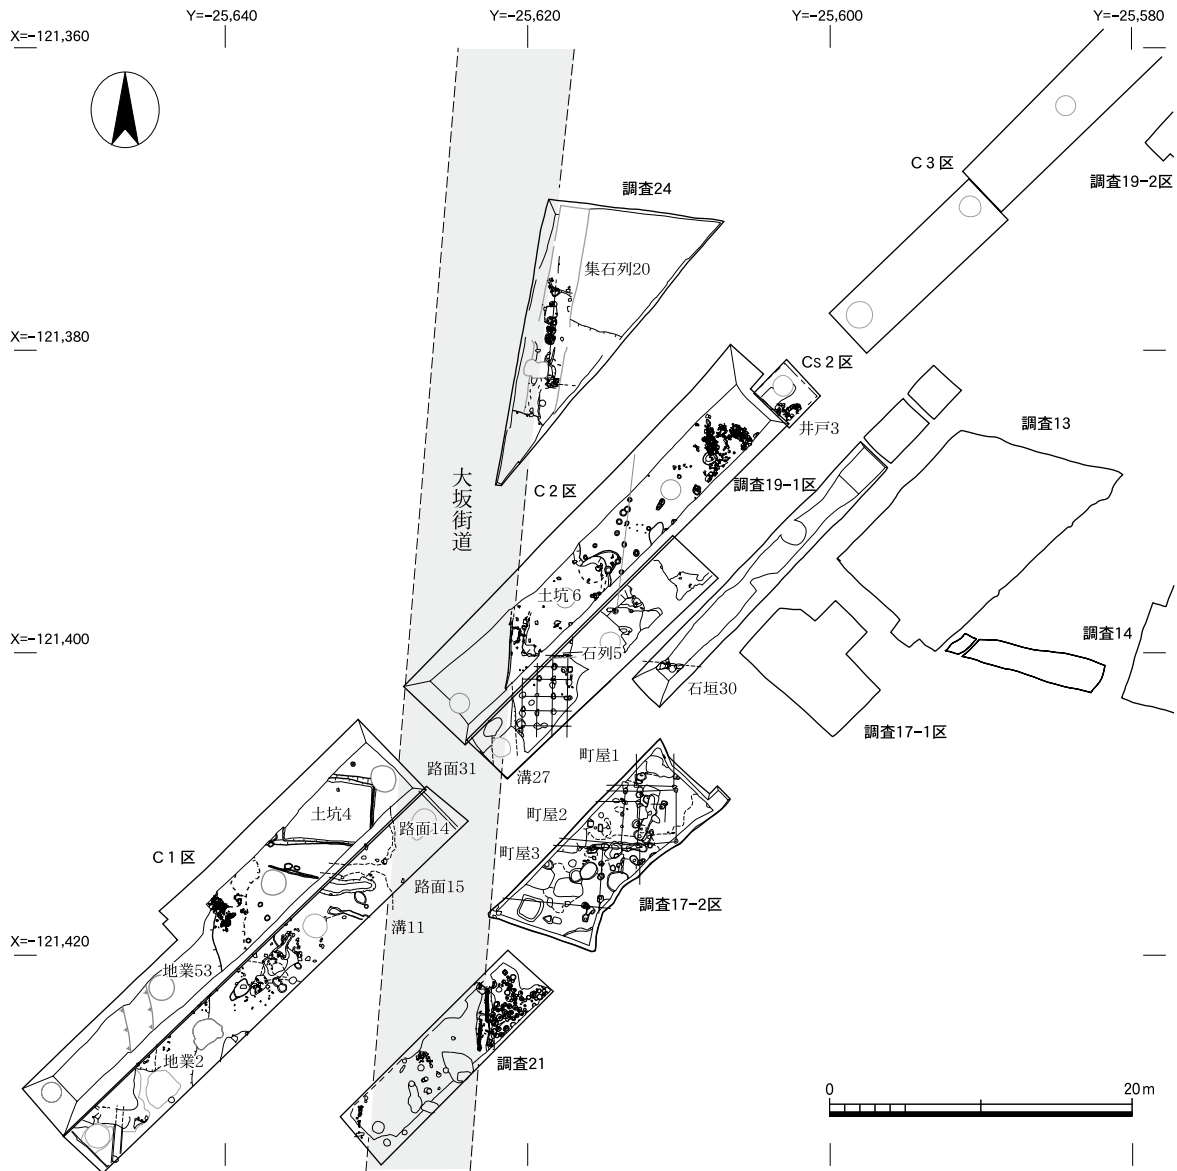 Y=-25,640
Y=-25,620
Y=-25,600
Y=-25,580
X=-121,360
C3区
調査19-2区
調査24
集石列20
X=-121,380
Cs2区
井戸3
調査13
大坂街道
C2区
調査19-1区
土坑6
X=-121,400
石列5
石垣30
調査14
調査17-1区
町屋1
路面31
溝27
土坑4
路面14
町屋2
町屋3
C1区
路面15
調査17-2区
溝11
X=-121,420
地業53
地業2
調査21
0
20m